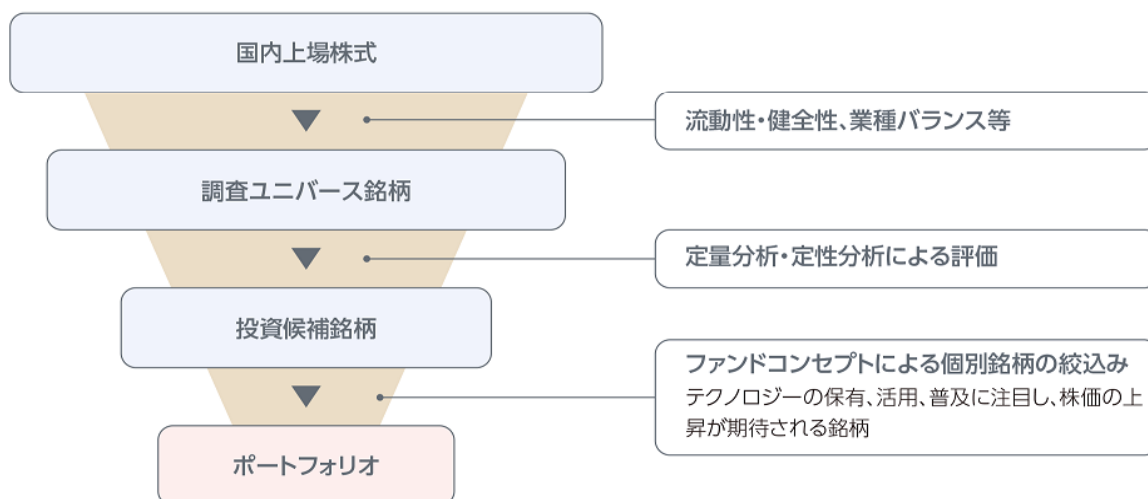 国内上場株式
流動性・健全性、業種バランス等
調査ユニバース銘柄
定量分析・定性分析による評価
投資候補銘柄
ファンドコンセプトによる個別銘柄の絞込み
テクノロジーの保有、活用、普及に注目し、株価の上
昇が期待される銘柄
ポートフォリオ